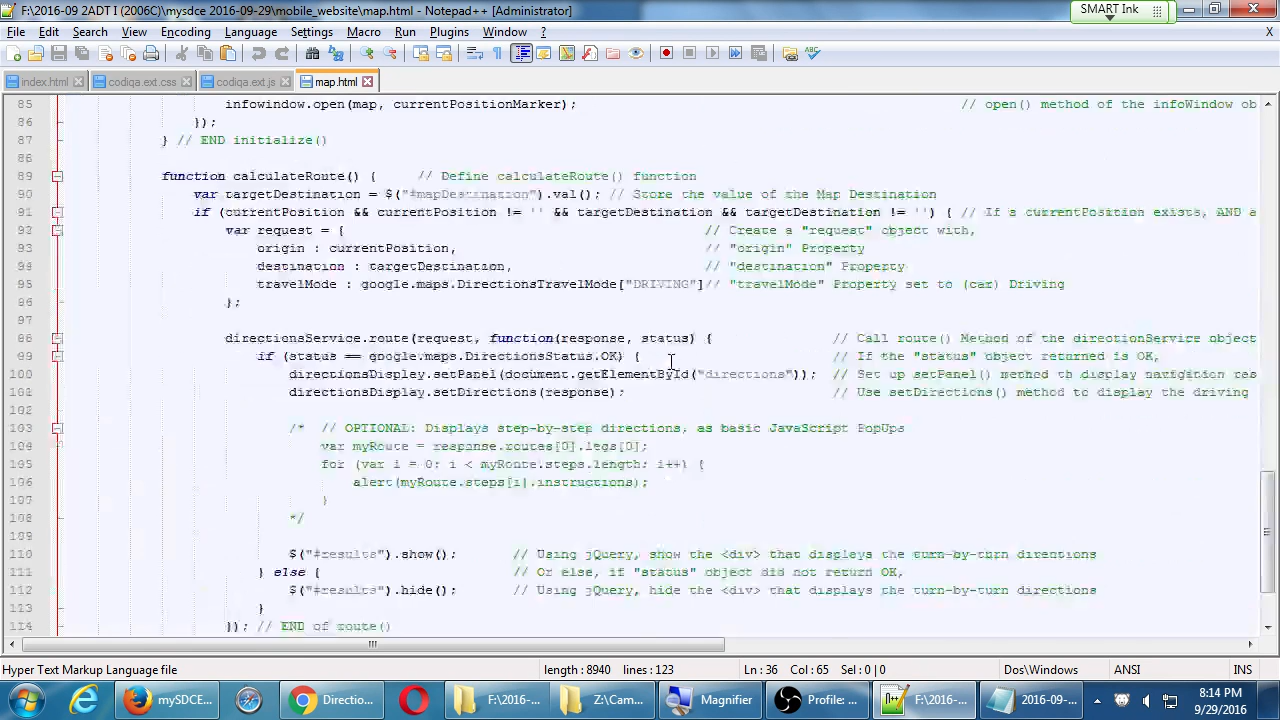 F:\2016-09 2ADT I (2006C)\mysdce 2016-09-29\mobile_website\map.html - Notepad++ [Administrator]
SMART Ink
File Edit Search View Encoding Language Settings Macro Run Plugins Window ? X
index.html codiqa.ext.css codiqa.ext.js map.html
85 infowindow.open(map, currentPositionMarker); // open() method of the infoWindow ob
86 });
87 } // END initialize()
88
89 function calculateRoute() { // Define calculateRoute() function
90 var targetDestination = $("#mapDestination").val(); // Store the value of the Map Destination
91 if (currentPosition && currentPosition != '' && targetDestination && targetDestination != '') { // If s currentPosition exists, AND a
92 var request = { // Create a "request" object with,
93 origin : currentPosition, // "origin" Property
94 destination : targetDestination, // "destination" Property
95 travelMode : google.maps.DirectionsTravelMode["DRIVING"]// "travelMode" Property set to (car) Driving
96 };
97
directionsService.route(request, function(response, status) { // Call route() Method of the directionService object
99 if (status == google.maps.DirectionsStatus.OK) { // If the "status" object returned is OK,
100 directionsDisplay.setPanel(document.getElementById("directions")); // Set up setPanel() method to display navigation res
101 directionsDisplay.setDirections(response); // Use setDirections() method to display the driving
102
103 /* // OPTIONAL: Displays step-by-step directions, as basic JavaScript PopUps
104 var myRoute = response.routes[0].legs[0];
105 for (var i = 0; i < myRoute.steps.length; i++) {
106 alert(myRoute.steps[i].instructions);
107 }
108 */
109
110 $("#results").show(); // Using jQuery, show the <div> that displays the turn-by-turn directions
111 } else { // Or else, if "status" object did not return OK,
112 $("#results").hide(); // Using jQuery, hide the <div> that displays the turn-by-turn directions
113 }
114 }); // END of route()
Hyper Text Markup Language file length : 8940 lines : 123 Ln : 36 Col : 65 Sel : 0 | 0 Dos\Windows ANSI INS
mySDCE... Directio... F:\2016-... Z:\Cam... Magnifier Profile: ... F:\2016-... 2016-09-... 8:14 PM
9/29/2016